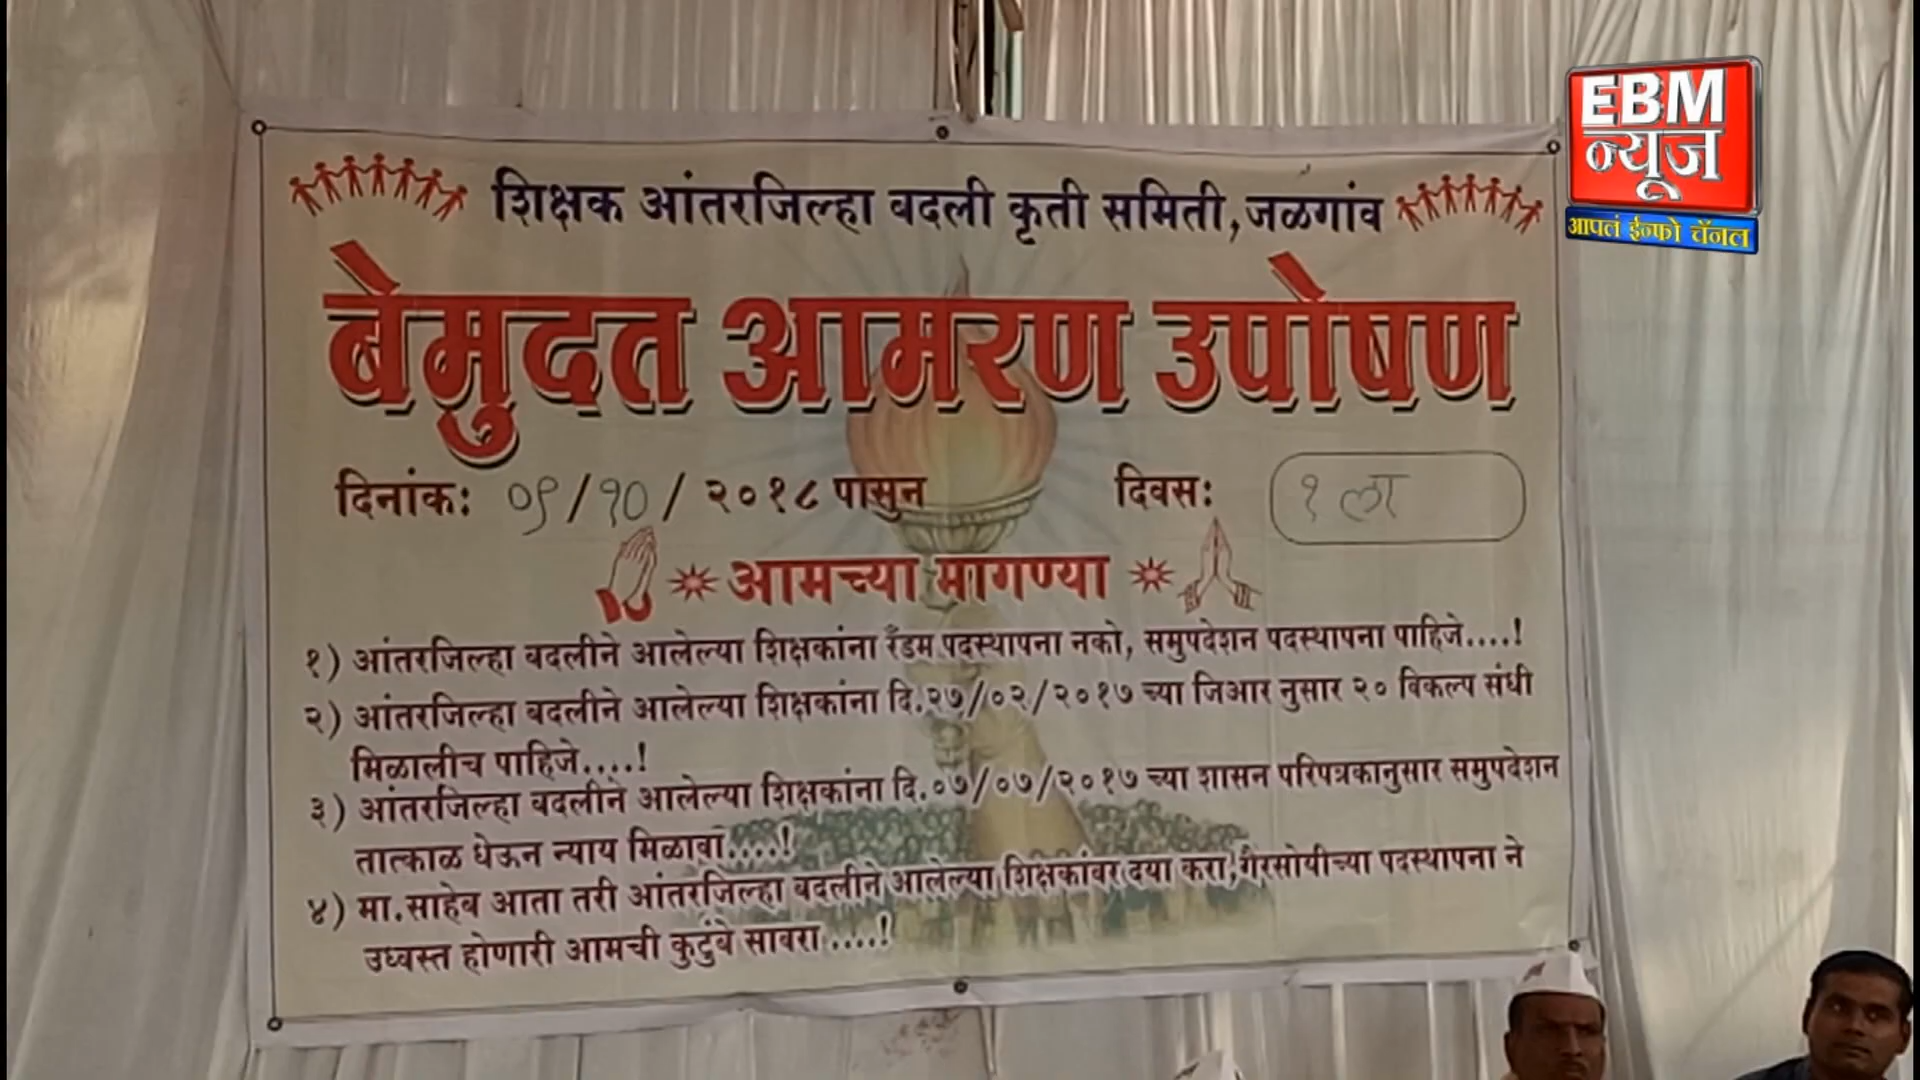 EBM
न्यूज
आपलं ईन्फो चॅनल
शिक्षक आंतरजिल्हा बदली कृती समिती, जळगांव
बेमुदत आमरण उपोषण
दिनांक: ०९/१०/२०१८ पासुन दिवस: १ ला
आमच्या मागण्या
१) आंतरजिल्हा बदलीने आलेल्या शिक्षकांना रँडम पदस्थापना नको, समुपदेशन पदस्थापना पाहिजे....!
२) आंतरजिल्हा बदलीने आलेल्या शिक्षकांना दि.२७/०२/२०१७ च्या जिआर नुसार २० विकल्प संधी
मिळालीच पाहिजे....!
३) आंतरजिल्हा बदलीने आलेल्या शिक्षकांना दि.०७/०७/२०१७ च्या शासन परिपत्रकानुसार समुपदेशन
तात्काळ घेऊन न्याय मिळावा....!
४) मा.साहेब आता तरी आंतरजिल्हा बदलीने आलेल्या शिक्षकांवर दया करा,गैरसोयीच्या पदस्थापना ने
उध्वस्त होणारी आमची कुटुंबे सावरा ....!